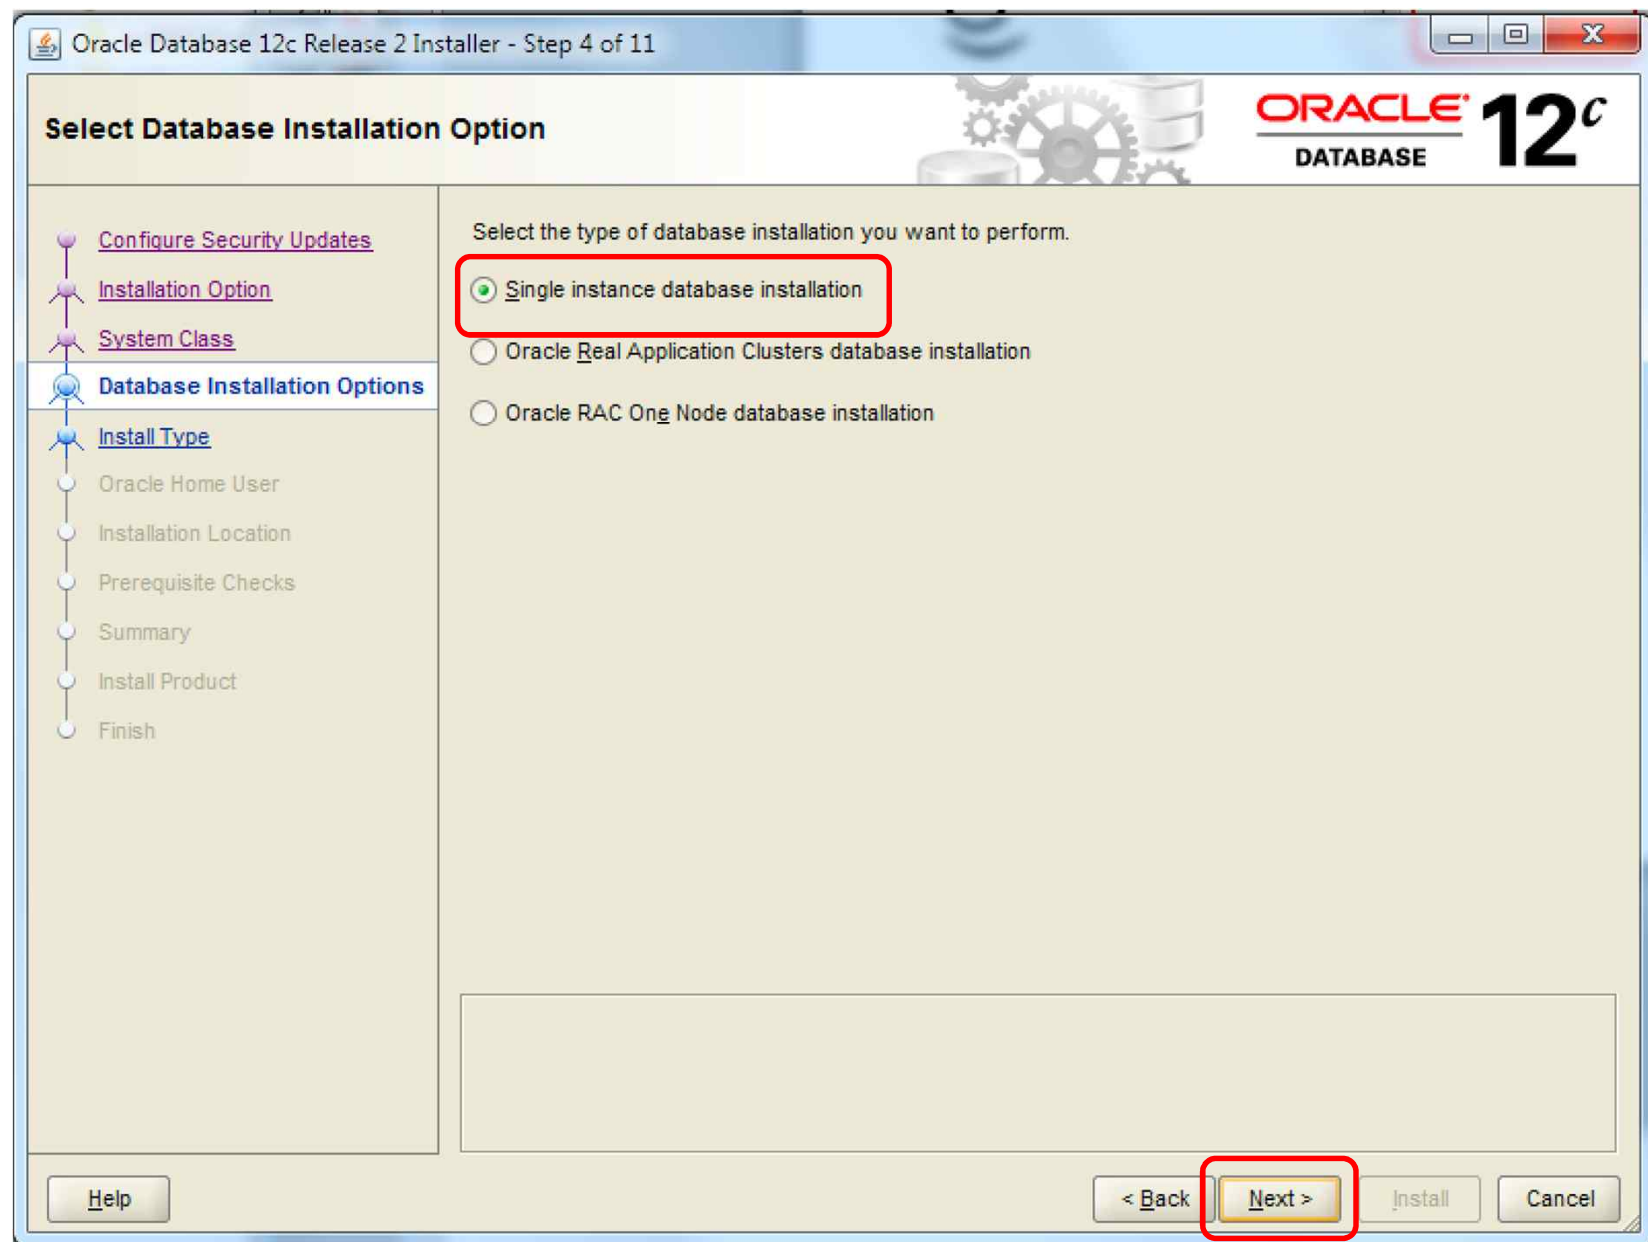 Oracle Database 12c Release 2 Installer - Step 4 of 11
Select Database Installation Option
ORACLE DATABASE 12c
Configure Security Updates
Installation Option
System Class
Database Installation Options
Install Type
Oracle Home User
Installation Location
Prerequisite Checks
Summary
Install Product
Finish
Select the type of database installation you want to perform.
Single instance database installation
Oracle Real Application Clusters database installation
Oracle RAC One Node database installation
Help
< Back
Next >
Install
Cancel